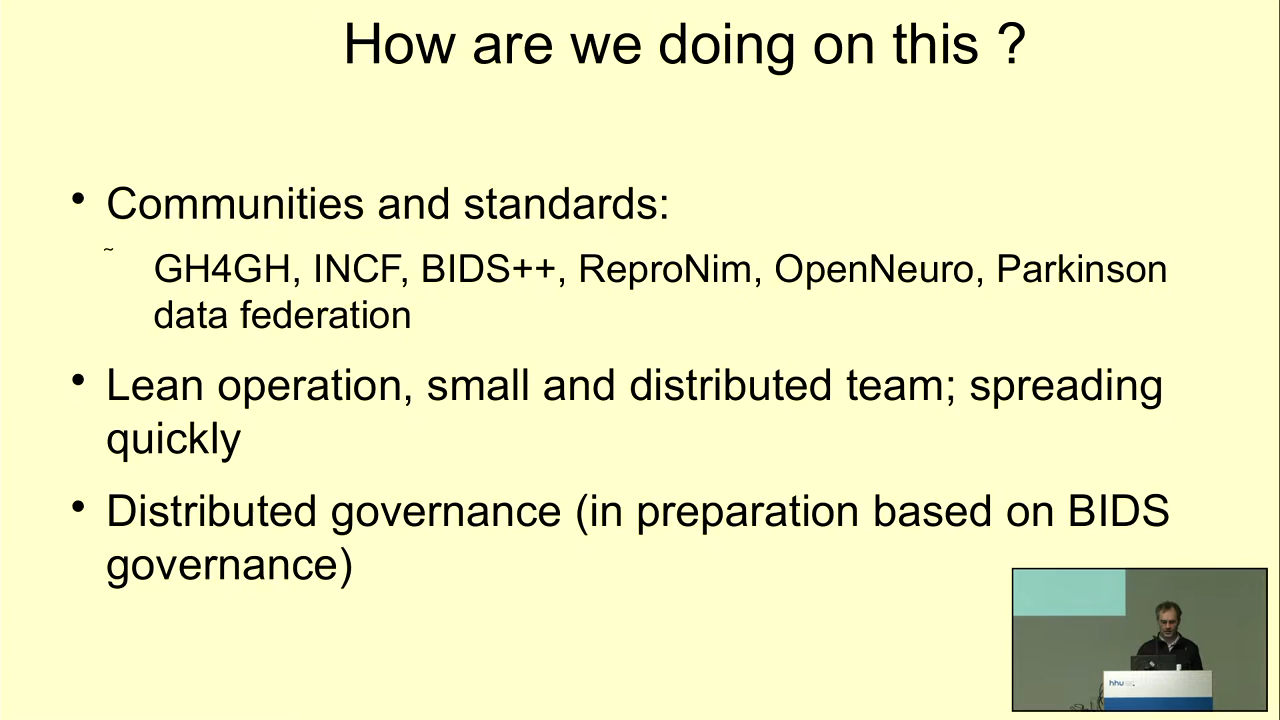 How are we doing on this ?
• Communities and standards:
~ GH4GH, INCF, BIDS++, ReproNim, OpenNeuro, Parkinson
data federation
• Lean operation, small and distributed team; spreading
quickly
• Distributed governance (in preparation based on BIDS
governance)
hhu